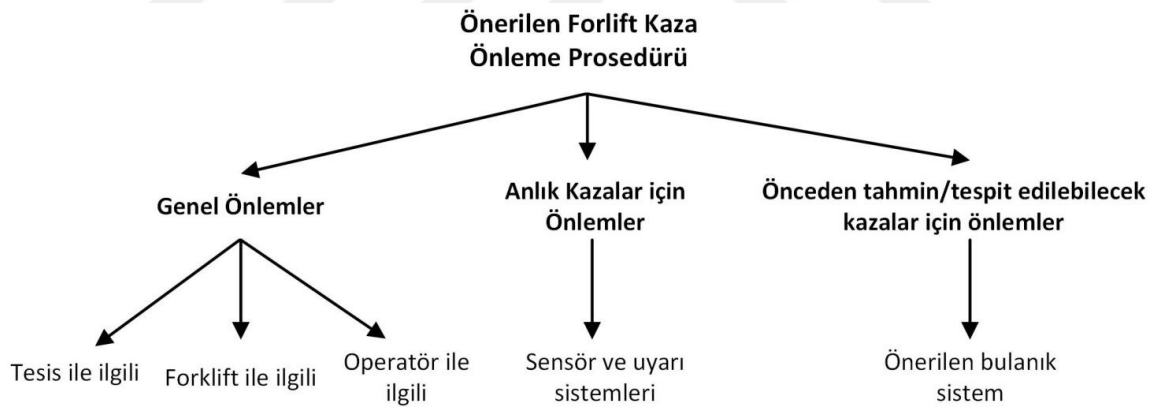 Önerilen Forlift Kaza
Önleme Prosedürü
Genel Önlemler
Anlık Kazalar için
Önlemler
Önceden tahmin/tespit edilebilecek
kazalar için önlemler
Tesis ile ilgili
Forklift ile ilgili
Operatör ile
ilgili
Sensör ve uyarı
sistemleri
Önerilen bulanık
sistem